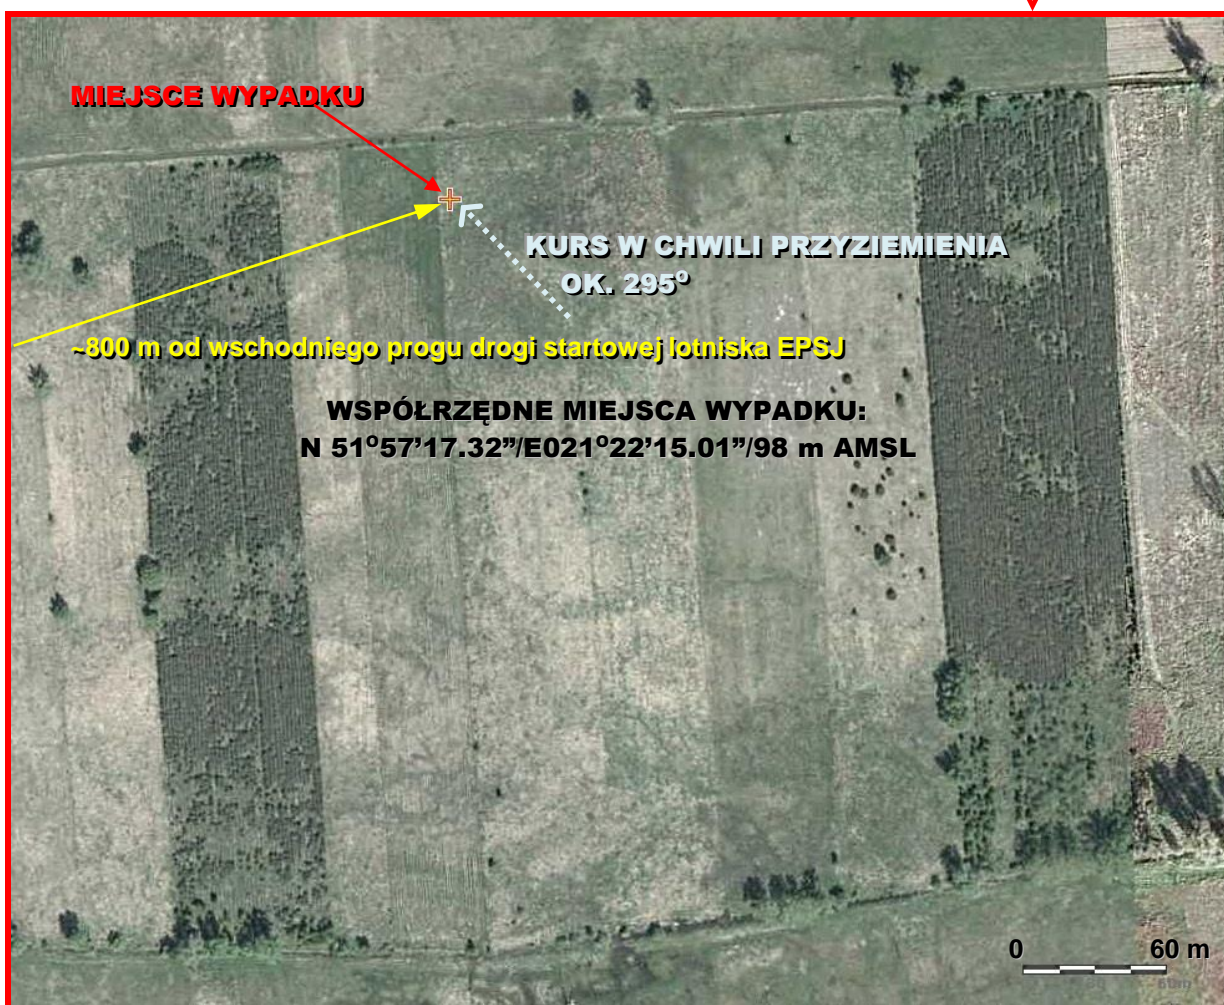 MIEJSCE WYPADKU
KURS W CHWILI PRZYZIEMIENIA
OK. 295°
~800 m od wschodniego progu drogi startowej lotniska EPSJ
WSPÓŁRZĘDNE MIEJSCA WYPADKU:
N 51°57’17.32”/E021°22’15.01”/98 m AMSL
0 60 m